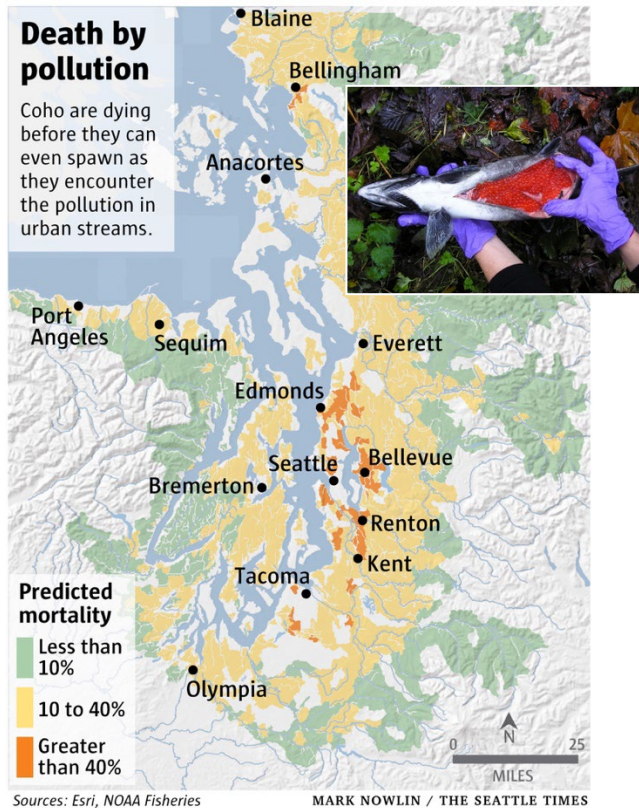 Death by
pollution
Coho are dying
before they can
even spawn as
they encounter
the pollution in
urban streams.
Blaine
Bellingham
Anacortes
Port
Angeles
Sequim
Everett
Edmonds
Seattle
Bellevue
Bremerton
Renton
Kent
Tacoma
Olympia
Predicted
mortality
Less than
10%
10 to 40%
Greater
than 40%
N
0 25
MILES
Sources: Esri, NOAA Fisheries
MARK NOWLIN / THE SEATTLE TIMES